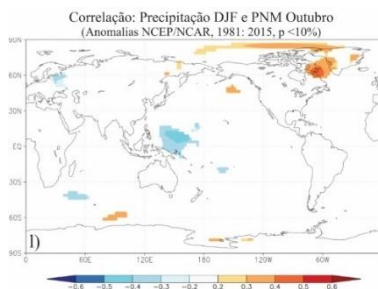 Correlação: Precipitação DJF e PNM Outubro
(Anomalias NCEP/NCAR, 1981: 2015, p <10%)
90N
60N
30N
EQ
30S
60S
90S
l)
0 60E 120E 180 120W 60W
-0.6 -0.5 -0.4 -0.3 -0.2 0.2 0.3 0.4 0.5 0.6